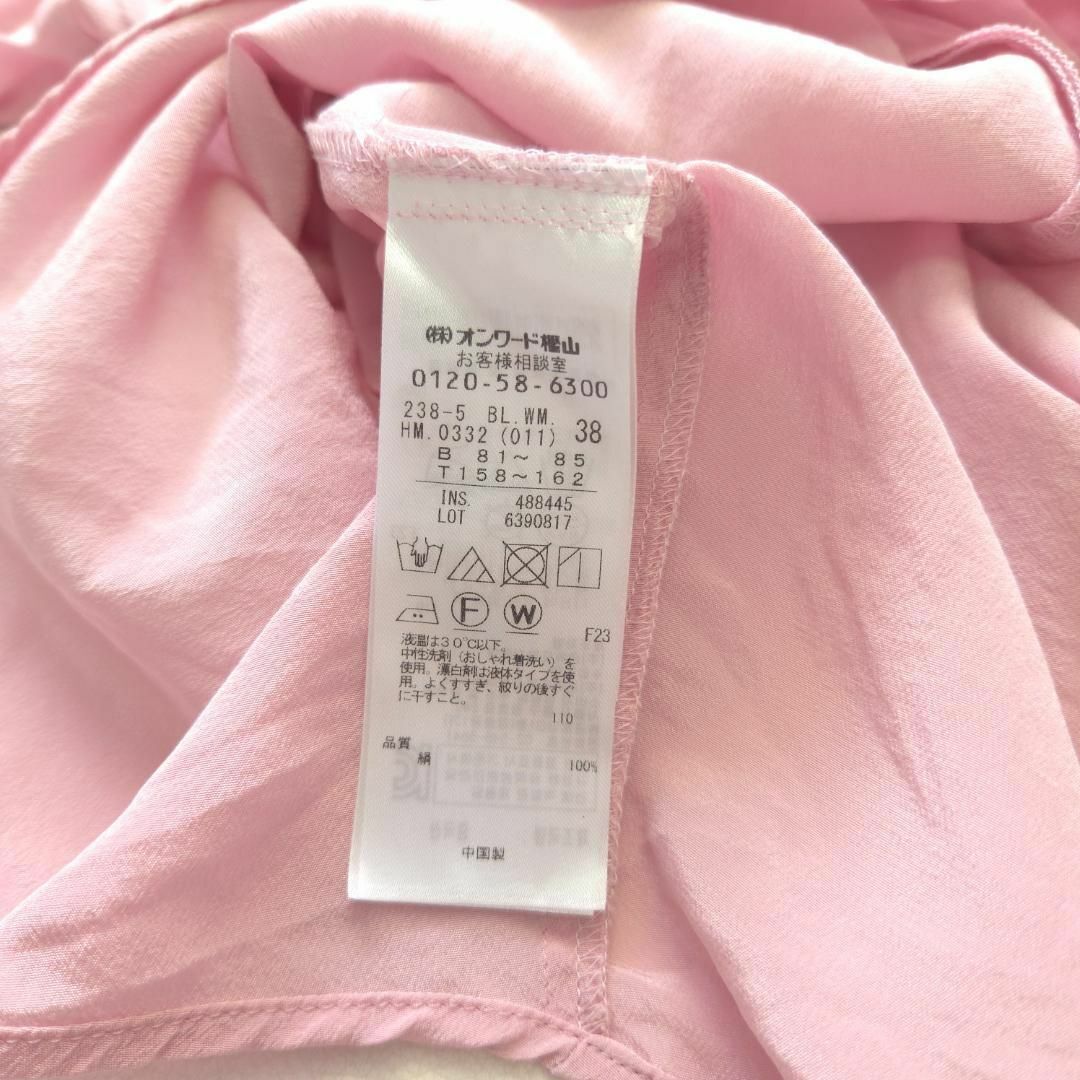 (株)オンワード樫山
お客様相談室
0120-58-6300
238-5 BL.WM. 38
HM.0332 (011)
B 81～ 85
T158～162
INS. 488445
LOT 6390817
F W
F23
液温は30℃以下。
中性洗剤（おしゃれ着洗い）を
使用。漂白剤は液体タイプを使
用。よくすすぎ、絞りの後すぐ
に干すこと。
110
品質
絹 100%
中国製